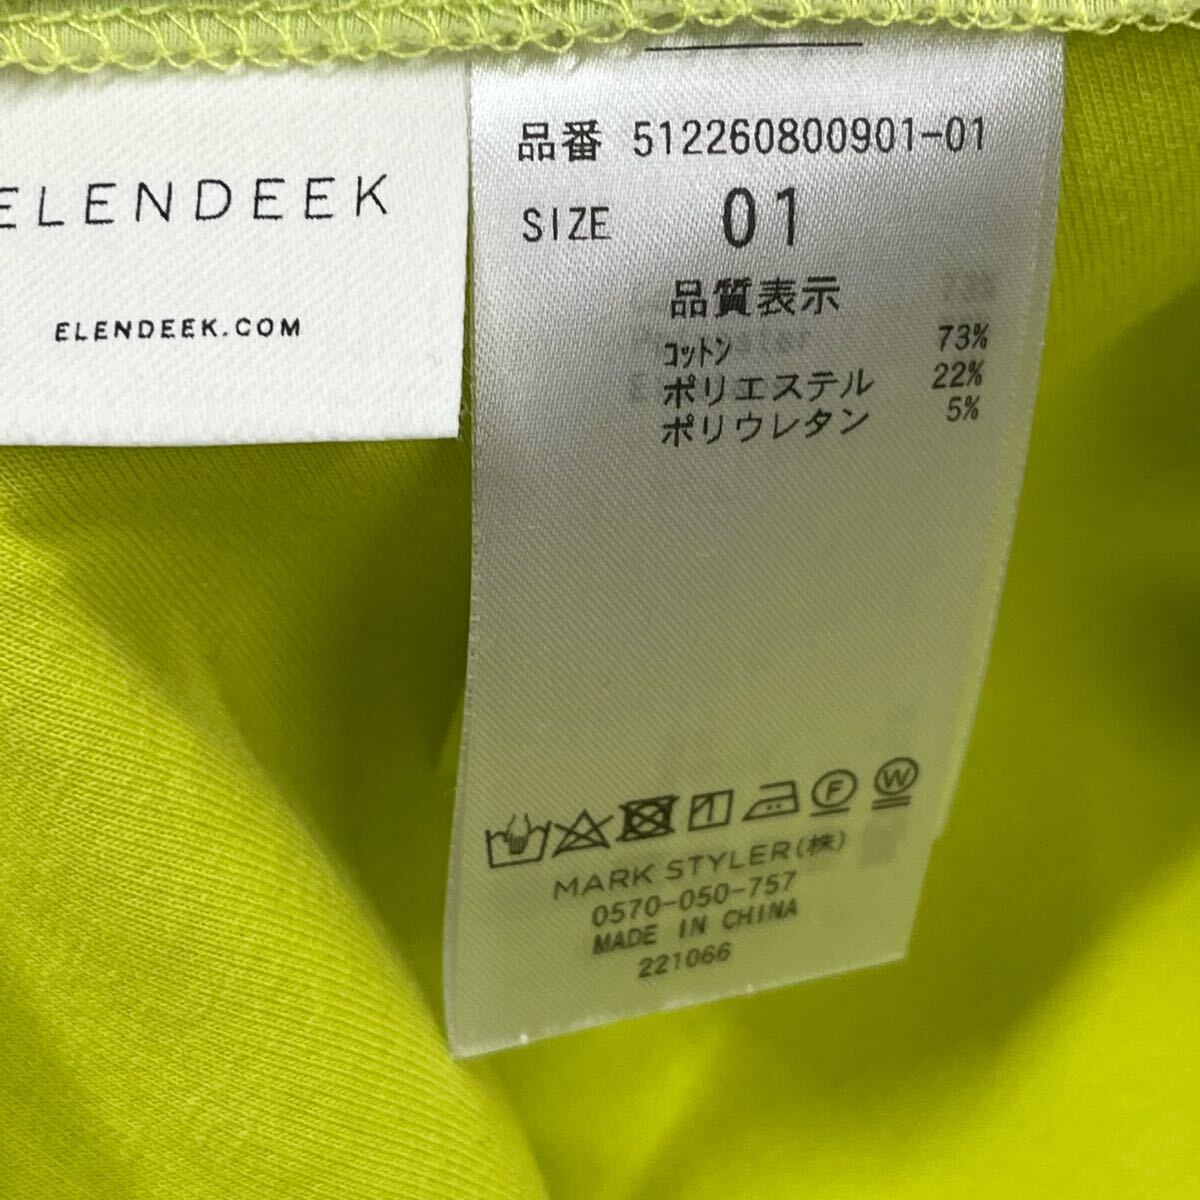 ELENDEEK
ELENDEEK.COM
品番 512260800901-01
SIZE 01
品質表示
コットン 73%
ポリエステル 22%
ポリウレタン 5%
F W
MARK STYLER(株)
0570-050-757
MADE IN CHINA
221066